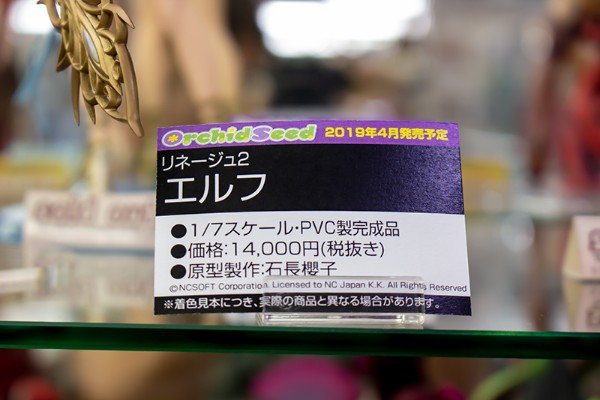 OrchidSeed 2019年4月発売予定
リネージュ2
エルフ
●1/7スケール・PVC製完成品
●価格:14,000円(税抜き)
●原型製作:石長櫻子
©NCSOFT Corporation. Licensed to NC Japan K.K. All Rights Reserved
※着色見本につき、実際の商品と異なる場合があります。